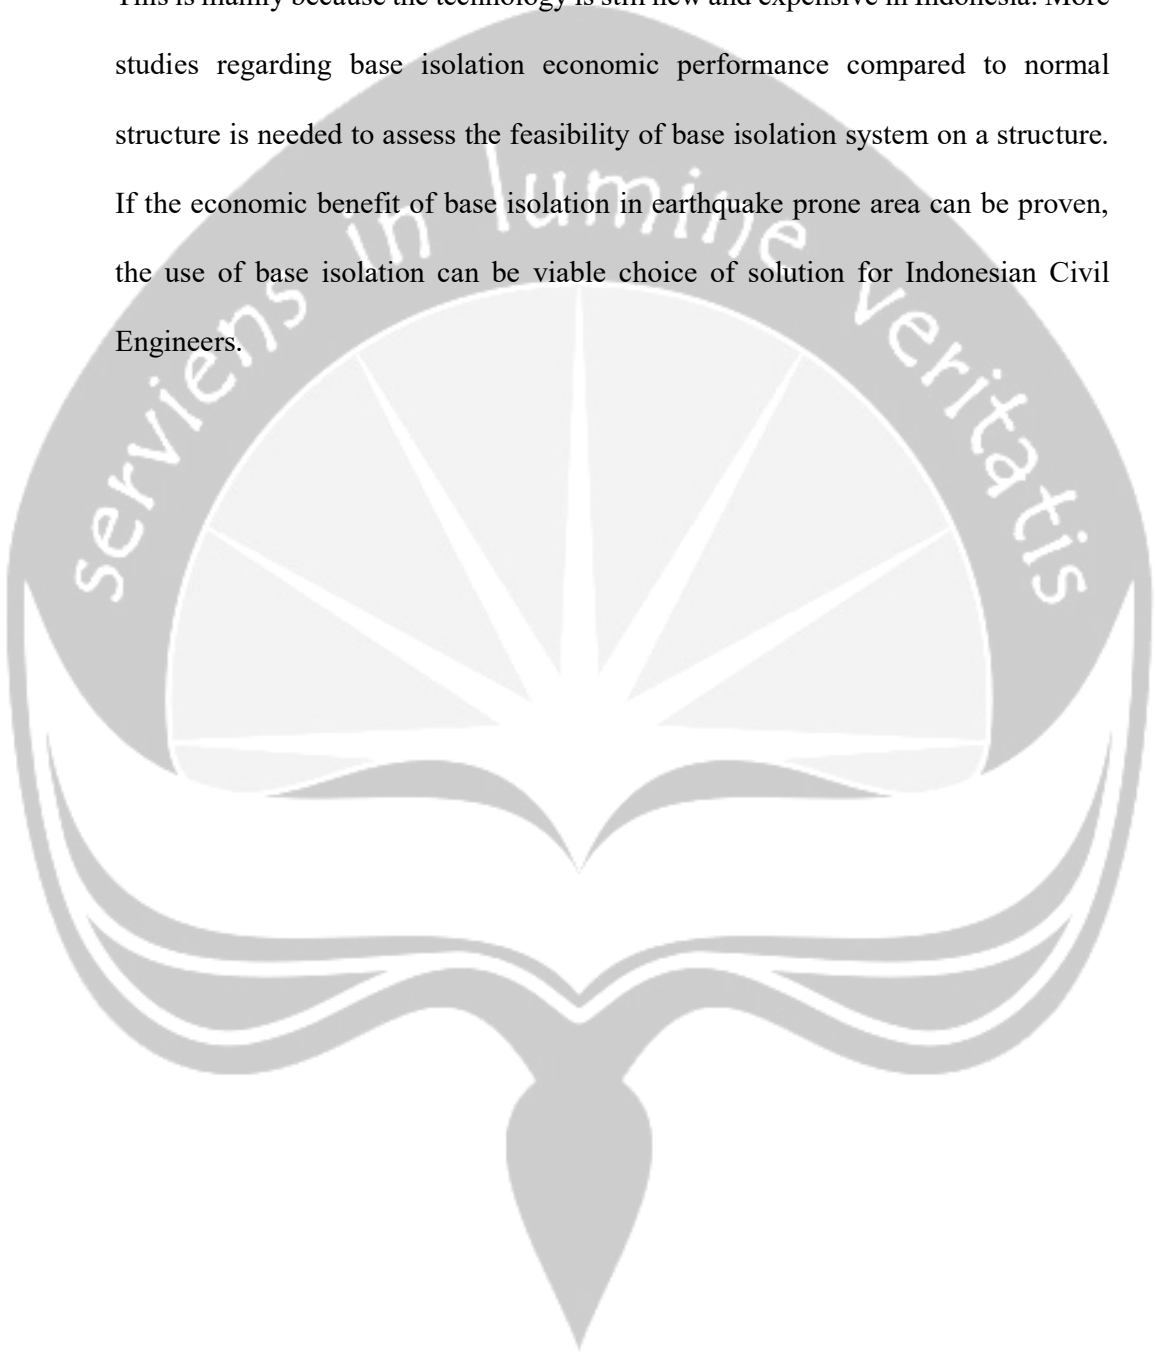 This is mainly because the technology is still new and expensive in Indonesia. More
studies regarding base isolation economic performance compared to normal
structure is needed to assess the feasibility of base isolation system on a structure.
If the economic benefit of base isolation in earthquake prone area can be proven,
the use of base isolation can be viable choice of solution for Indonesian Civil
Engineers.
serviens in lumine veritatis